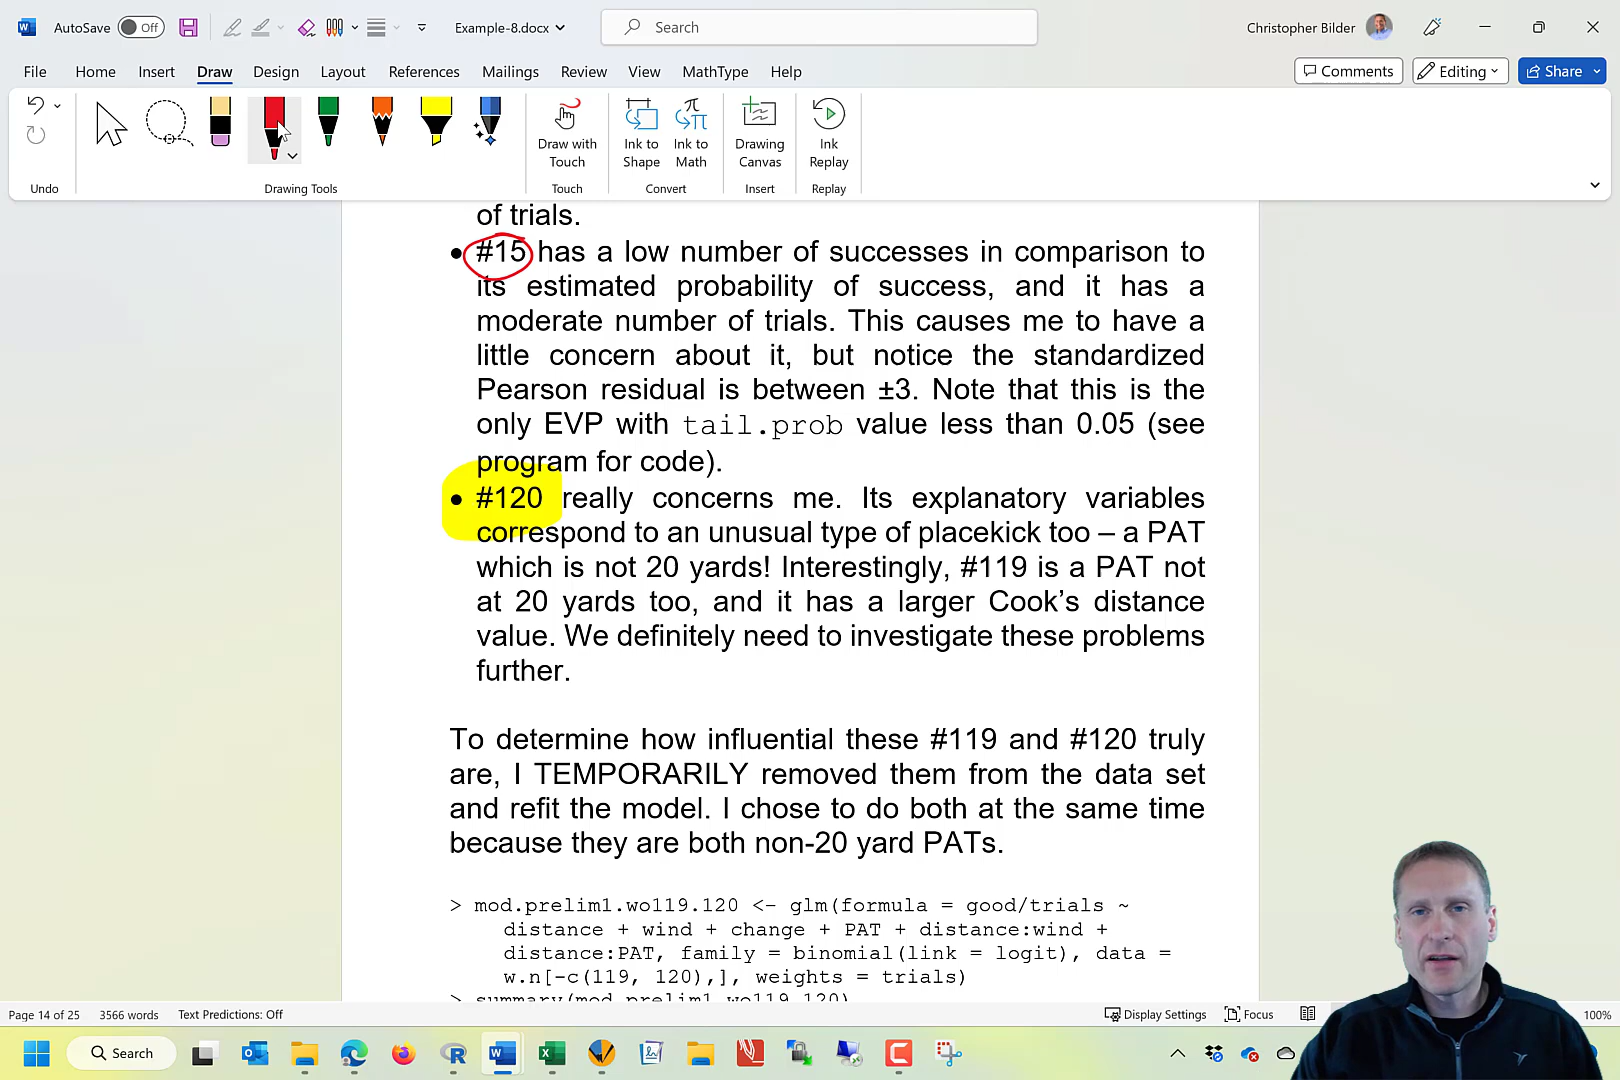 AutoSave Off Example-8.docx Search Christopher Bilder
File Home Insert Draw Design Layout References Mailings Review View MathType Help Comments Editing Share
Draw with Touch
Ink to Shape
Ink to Math
Drawing Canvas
Ink Replay
Undo Drawing Tools Touch Convert Insert Replay
of trials.
• #15 has a low number of successes in comparison to
its estimated probability of success, and it has a
moderate number of trials. This causes me to have a
little concern about it, but notice the standardized
Pearson residual is between ±3. Note that this is the
only EVP with tail.prob value less than 0.05 (see
program for code).
• #120 really concerns me. Its explanatory variables
correspond to an unusual type of placekick too – a PAT
which is not 20 yards! Interestingly, #119 is a PAT not
at 20 yards too, and it has a larger Cook’s distance
value. We definitely need to investigate these problems
further.
To determine how influential these #119 and #120 truly
are, I TEMPORARILY removed them from the data set
and refit the model. I chose to do both at the same time
because they are both non-20 yard PATs.
> mod.prelim1.wo119.120 <- glm(formula = good/trials ~
distance + wind + change + PAT + distance:wind +
distance:PAT, family = binomial(link = logit), data =
w.n[-c(119, 120),], weights = trials)
> summary(mod.prelim1.wo119.120)
Page 14 of 25 3566 words Text Predictions: Off Display Settings Focus 100%
Search